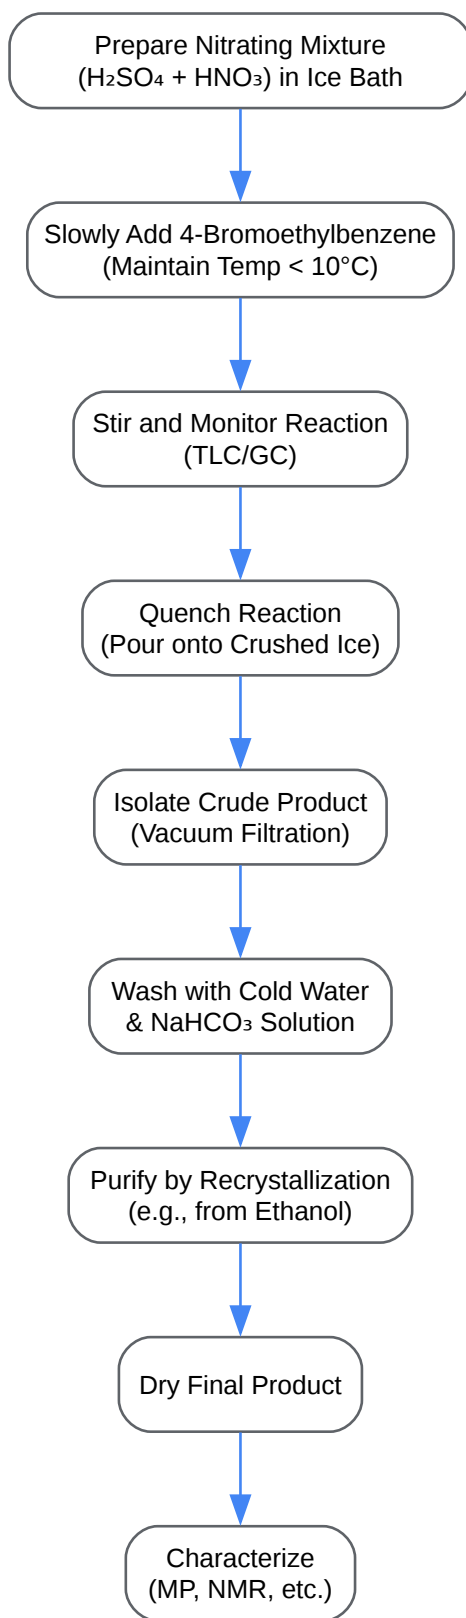 Prepare Nitrating Mixture
(H₂SO₄ + HNO₃) in Ice Bath
Slowly Add 4-Bromoethylbenzene
(Maintain Temp < 10°C)
Stir and Monitor Reaction
(TLC/GC)
Quench Reaction
(Pour onto Crushed Ice)
Isolate Crude Product
(Vacuum Filtration)
Wash with Cold Water
& NaHCO₃ Solution
Purify by Recrystallization
(e.g., from Ethanol)
Dry Final Product
Characterize
(MP, NMR, etc.)